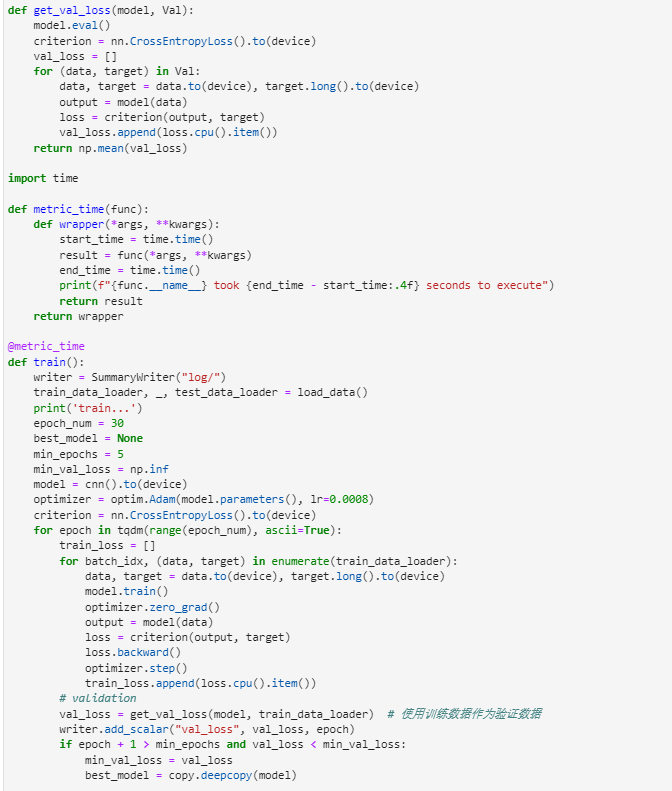 def get_val_loss(model, Val):
    model.eval()
    criterion = nn.CrossEntropyLoss().to(device)
    val_loss = []
    for (data, target) in Val:
        data, target = data.to(device), target.long().to(device)
        output = model(data)
        loss = criterion(output, target)
        val_loss.append(loss.cpu().item())
    return np.mean(val_loss)

import time

def metric_time(func):
    def wrapper(*args, **kwargs):
        start_time = time.time()
        result = func(*args, **kwargs)
        end_time = time.time()
        print(f"{func.__name__} took {end_time - start_time:.4f} seconds to execute")
        return result
    return wrapper

@metric_time
def train():
    writer = SummaryWriter("log/")
    train_data_loader, _, test_data_loader = load_data()
    print('train...')
    epoch_num = 30
    best_model = None
    min_epochs = 5
    min_val_loss = np.inf
    model = cnn().to(device)
    optimizer = optim.Adam(model.parameters(), lr=0.0008)
    criterion = nn.CrossEntropyLoss().to(device)
    for epoch in tqdm(range(epoch_num), ascii=True):
        train_loss = []
        for batch_idx, (data, target) in enumerate(train_data_loader):
            data, target = data.to(device), target.long().to(device)
            model.train()
            optimizer.zero_grad()
            output = model(data)
            loss = criterion(output, target)
            loss.backward()
            optimizer.step()
            train_loss.append(loss.cpu().item())
        # validation
        val_loss = get_val_loss(model, train_data_loader)  # 使用训练数据作为验证数据
        writer.add_scalar("val_loss", val_loss, epoch)
        if epoch + 1 > min_epochs and val_loss < min_val_loss:
            min_val_loss = val_loss
            best_model = copy.deepcopy(model)